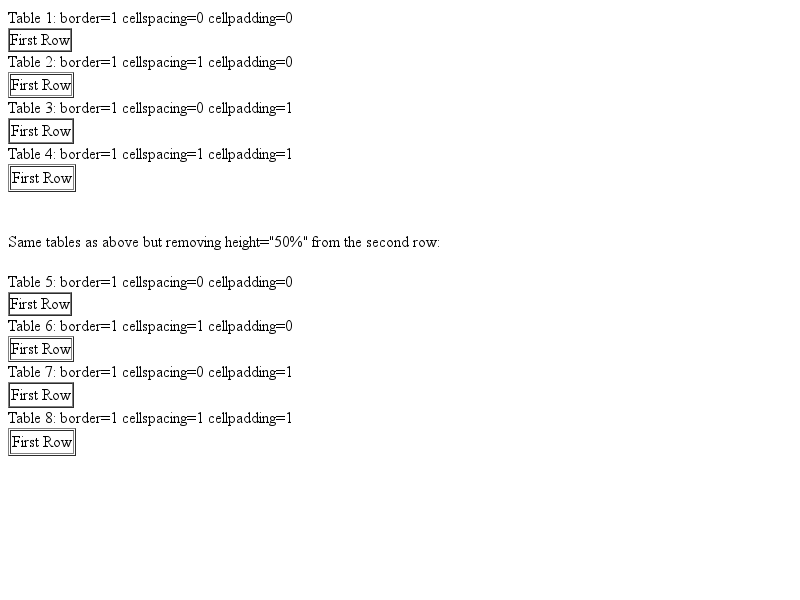 Table 1: border=1 cellspacing=0 cellpadding=0
First Row
Table 2: border=1 cellspacing=1 cellpadding=0
First Row
Table 3: border=1 cellspacing=0 cellpadding=1
First Row
Table 4: border=1 cellspacing=1 cellpadding=1
First Row
Same tables as above but removing height="50%" from the second row:
Table 5: border=1 cellspacing=0 cellpadding=0
First Row
Table 6: border=1 cellspacing=1 cellpadding=0
First Row
Table 7: border=1 cellspacing=0 cellpadding=1
First Row
Table 8: border=1 cellspacing=1 cellpadding=1
First Row